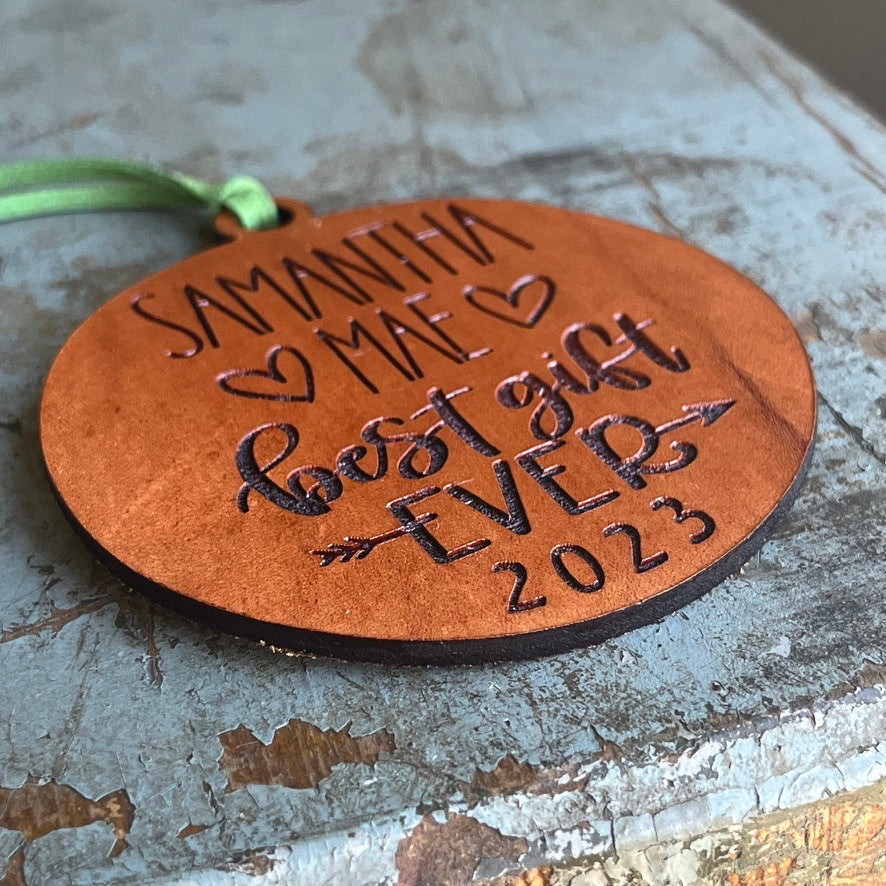 SAMANTHA
MAE
best gift
EVER
2023